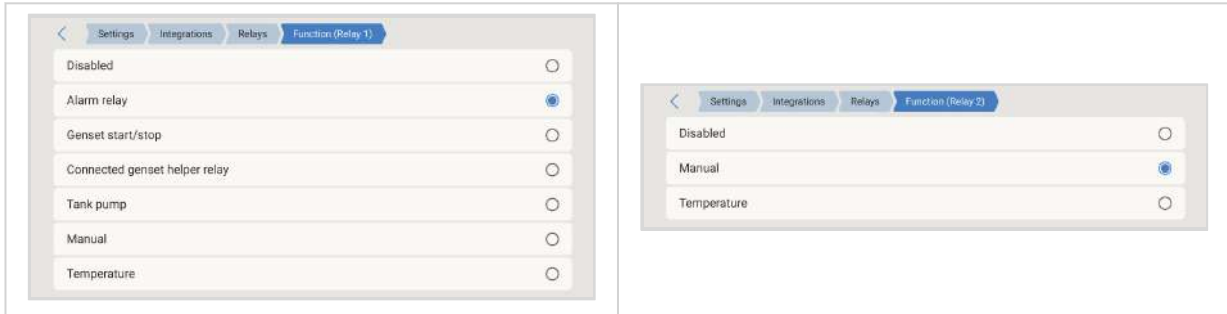 Settings Integrations Relays Function (Relay 1)
Disabled
Alarm relay
Genset start/stop
Connected genset helper relay
Tank pump
Manual
Temperature
Settings Integrations Relays Function (Relay 2)
Disabled
Manual
Temperature